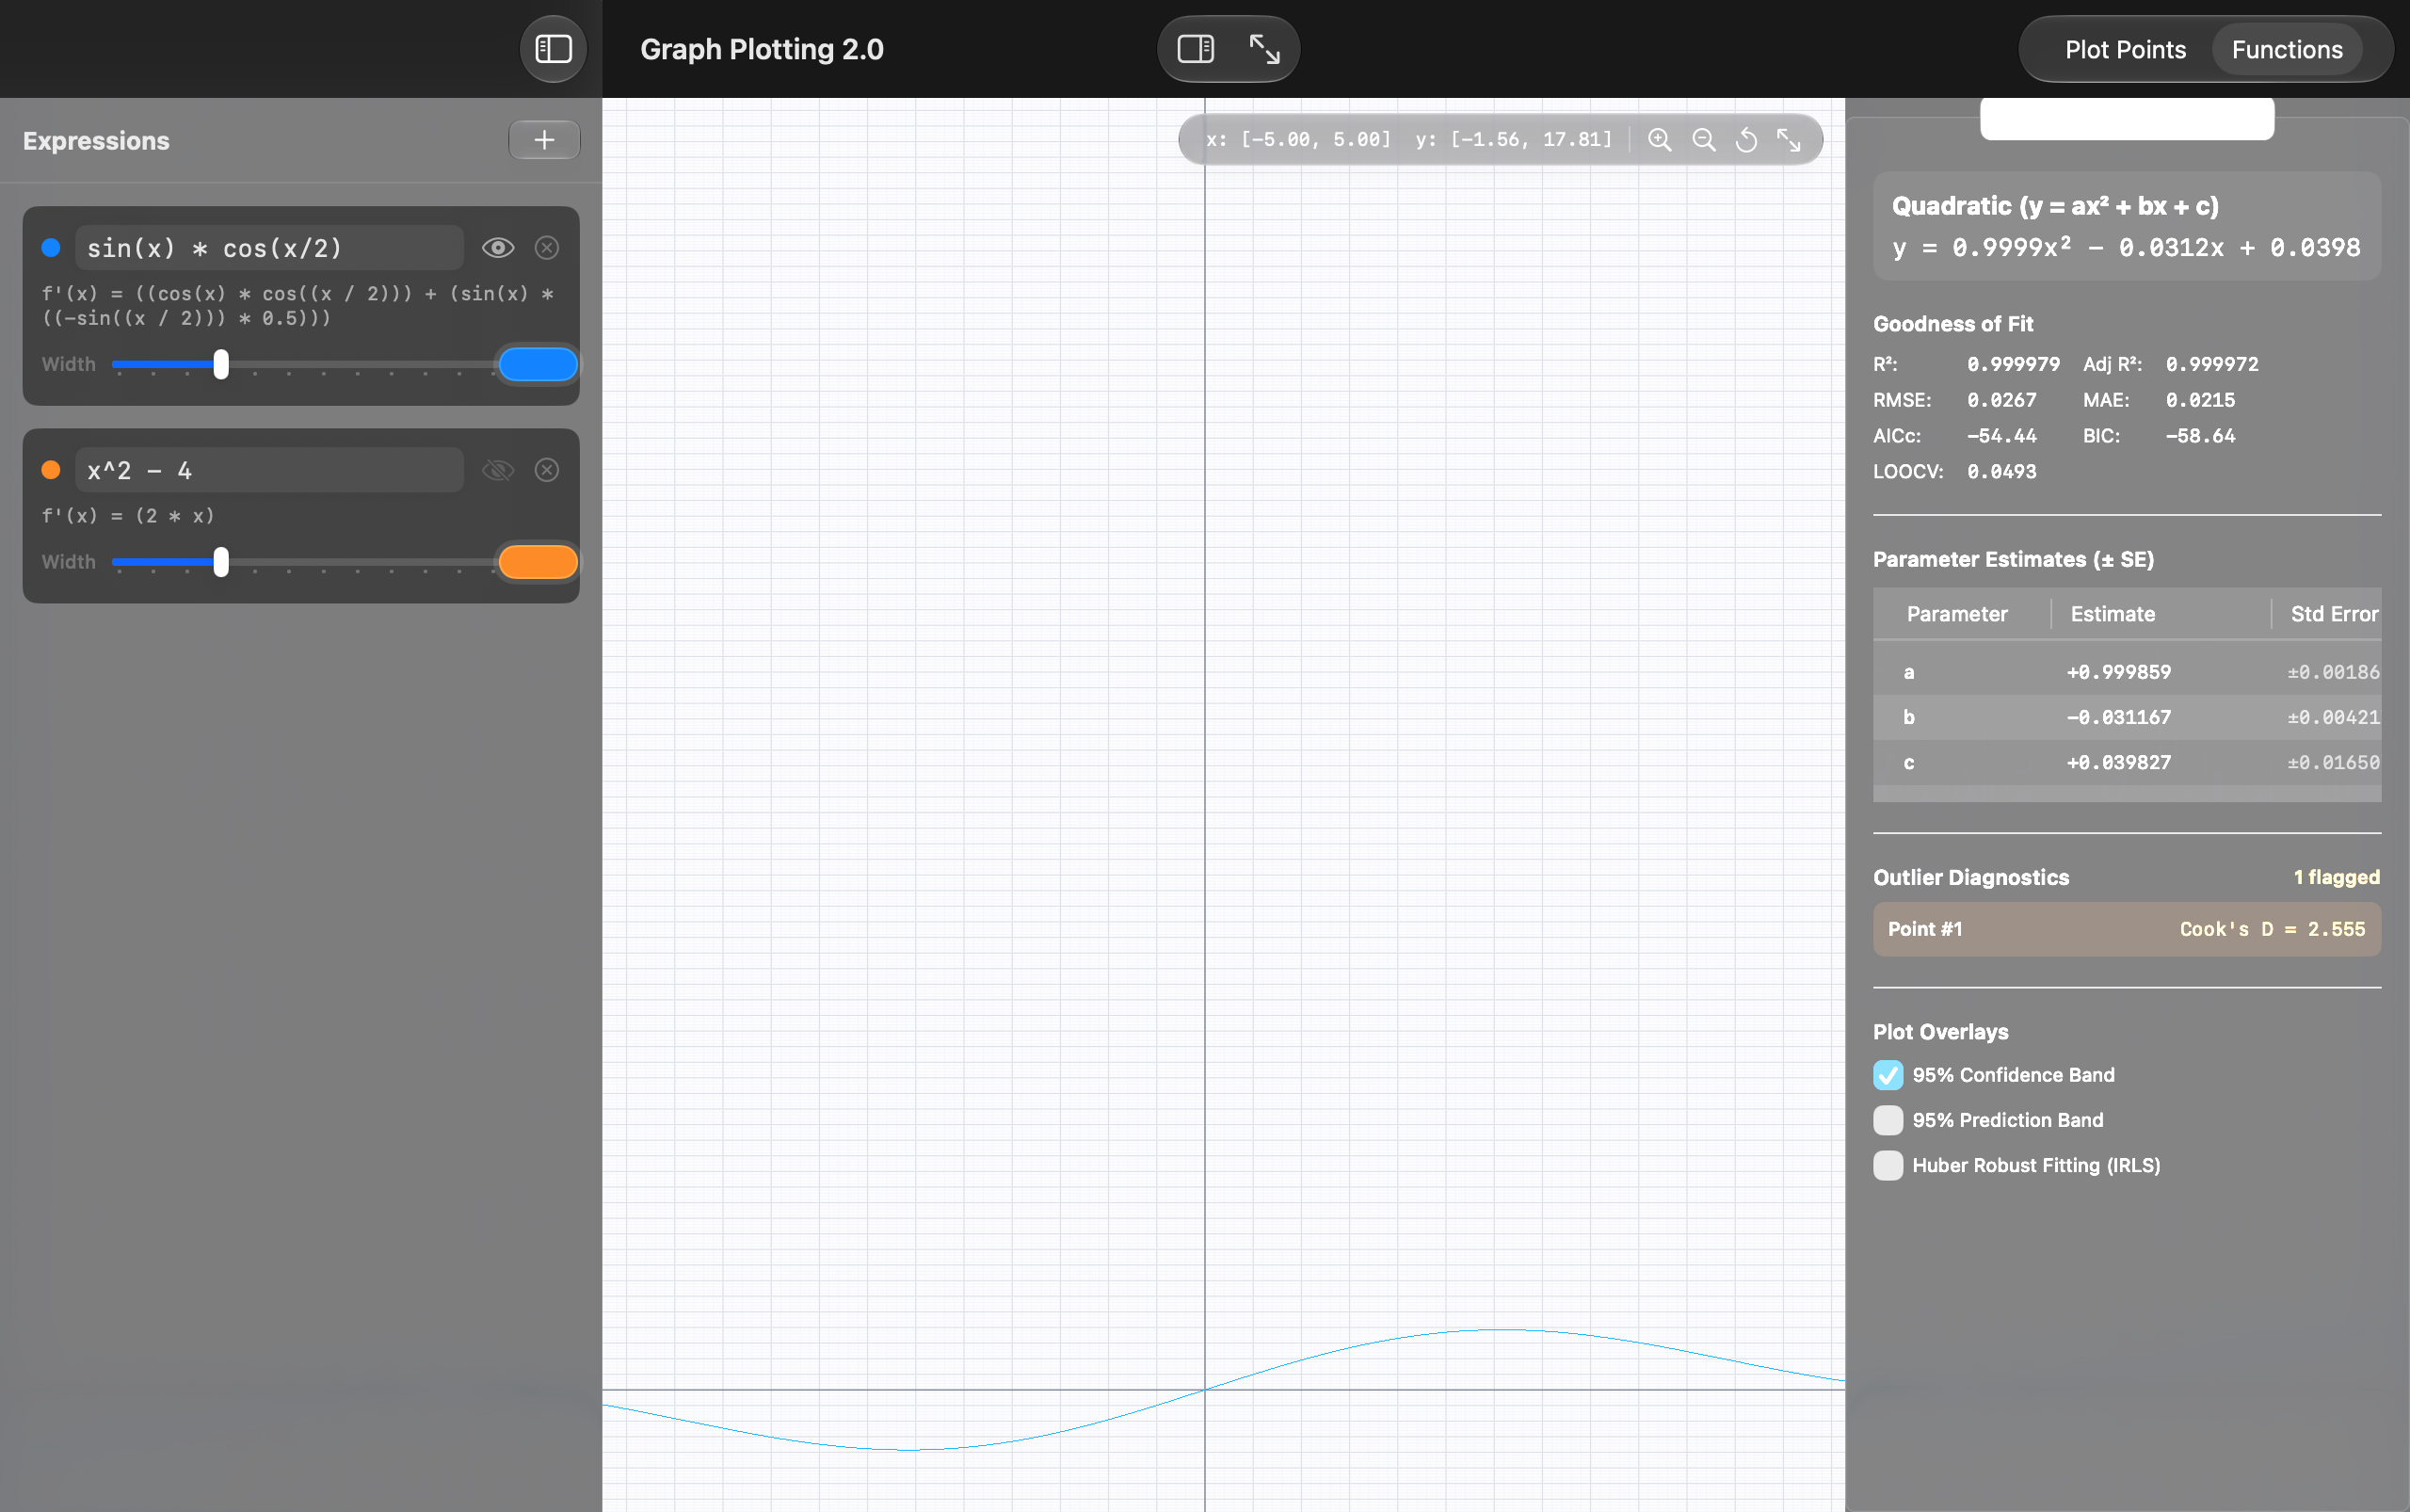 Graph Plotting 2.0
Plot Points
Functions
Expressions
+
sin(x) * cos(x/2)
f'(x) = ((cos(x) * cos((x / 2))) + (sin(x) *
((-sin((x / 2))) * 0.5)))
Width
x^2 - 4
f'(x) = (2 * x)
Width
x: [-5.00, 5.00] y: [-1.56, 17.81]
Quadratic (y = ax² + bx + c)
y = 0.9999x² - 0.0312x + 0.0398
Goodness of Fit
R²: 0.999979 Adj R²: 0.999972
RMSE: 0.0267 MAE: 0.0215
AICc: -54.44 BIC: -58.64
LOOCV: 0.0493
Parameter Estimates (± SE)
Parameter Estimate Std Error
a +0.999859 ±0.00186
b -0.031167 ±0.00421
c +0.039827 ±0.01650
Outlier Diagnostics 1 flagged
Point #1 Cook's D = 2.555
Plot Overlays
95% Confidence Band
95% Prediction Band
Huber Robust Fitting (IRLS)